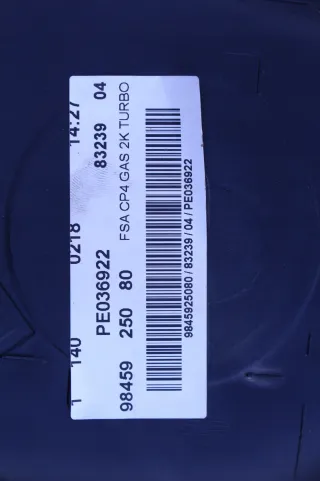 1 140 0218 14:27
PE036922 83239 04
98459 250 80 FSA CP4 GAS 2K TURBO
9845925080 / 83239 / 04 / PE036922